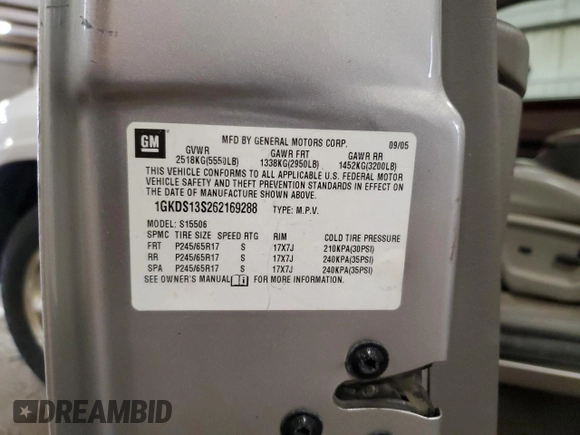 GM
MFD BY GENERAL MOTORS CORP. 09/05
GVWR GAWR FRT GAWR RR
2518KG(5550LB) 1338KG(2950LB) 1452KG(3200LB)
THIS VEHICLE CONFORMS TO ALL APPLICABLE U.S. FEDERAL MOTOR
VEHICLE SAFETY AND THEFT PREVENTION STANDARDS IN EFFECT ON
THE DATE OF MANUFACTURE SHOWN ABOVE.
1GKDS13S262169288 TYPE: M.P.V.
MODEL: S15506
SPMC TIRE SIZE SPEED RTG RIM COLD TIRE PRESSURE
FRT P245/65R17 S 17X7J 210KPA(30PSI)
RR P245/65R17 S 17X7J 240KPA(35PSI)
SPA P245/65R17 S 17X7J 240KPA(35PSI)
SEE OWNER'S MANUAL FOR MORE INFORMATION.
DREAMBID